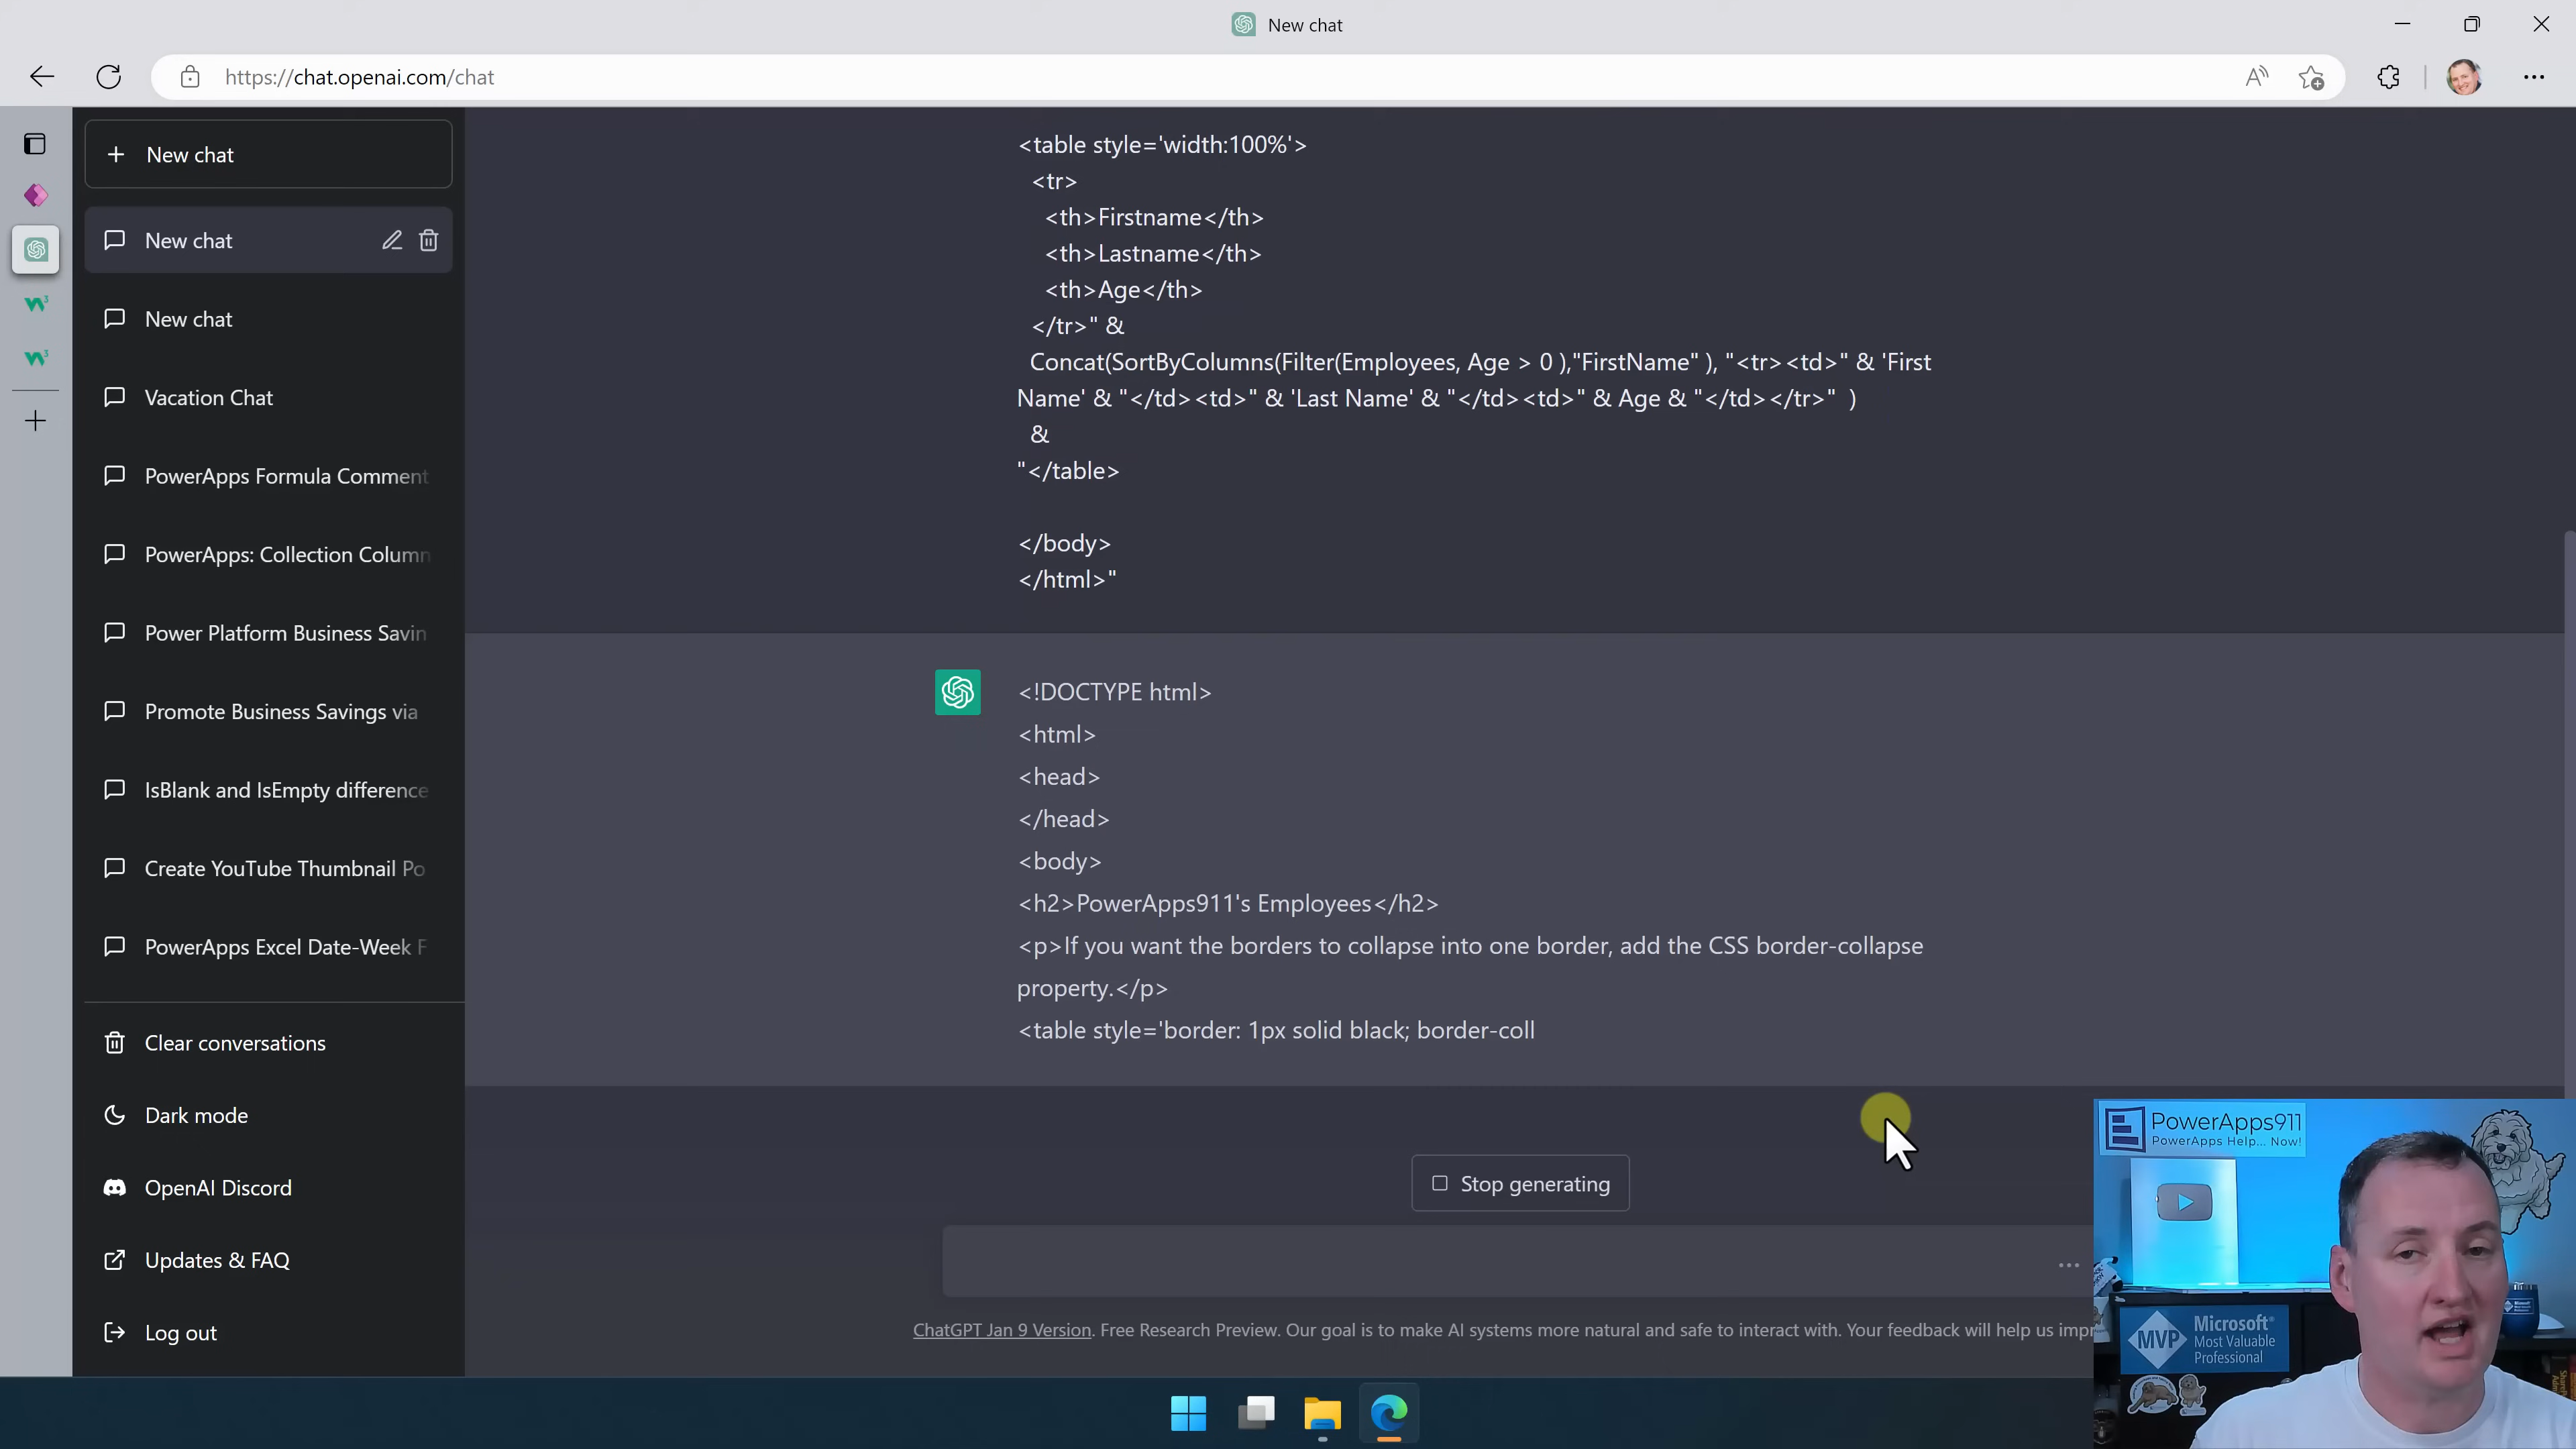 New chat
https://chat.openai.com/chat
New chat
New chat
New chat
Vacation Chat
PowerApps Formula Comment
PowerApps: Collection Column
Power Platform Business Savin
Promote Business Savings via
IsBlank and IsEmpty difference
Create YouTube Thumbnail Po
PowerApps Excel Date-Week F
Clear conversations
Dark mode
OpenAI Discord
Updates & FAQ
Log out
<table style='width:100%'>
<tr>
<th>Firstname</th>
<th>Lastname</th>
<th>Age</th>
</tr>" &
Concat(SortByColumns(Filter(Employees, Age > 0 ),"FirstName" ), "<tr><td>" & 'First
Name' & "</td><td>" & 'Last Name' & "</td><td>" & Age & "</td></tr>" )
&
"</table>
</body>
</html>"
<!DOCTYPE html>
<html>
<head>
</head>
<body>
<h2>PowerApps911's Employees</h2>
<p>If you want the borders to collapse into one border, add the CSS border-collapse
property.</p>
<table style='border: 1px solid black; border-coll
Stop generating
ChatGPT Jan 9 Version. Free Research Preview. Our goal is to make AI systems more natural and safe to interact with. Your feedback will help us impr
PowerApps911
PowerApps Help... Now!
MVP
Microsoft®
Most Valuable
Professional